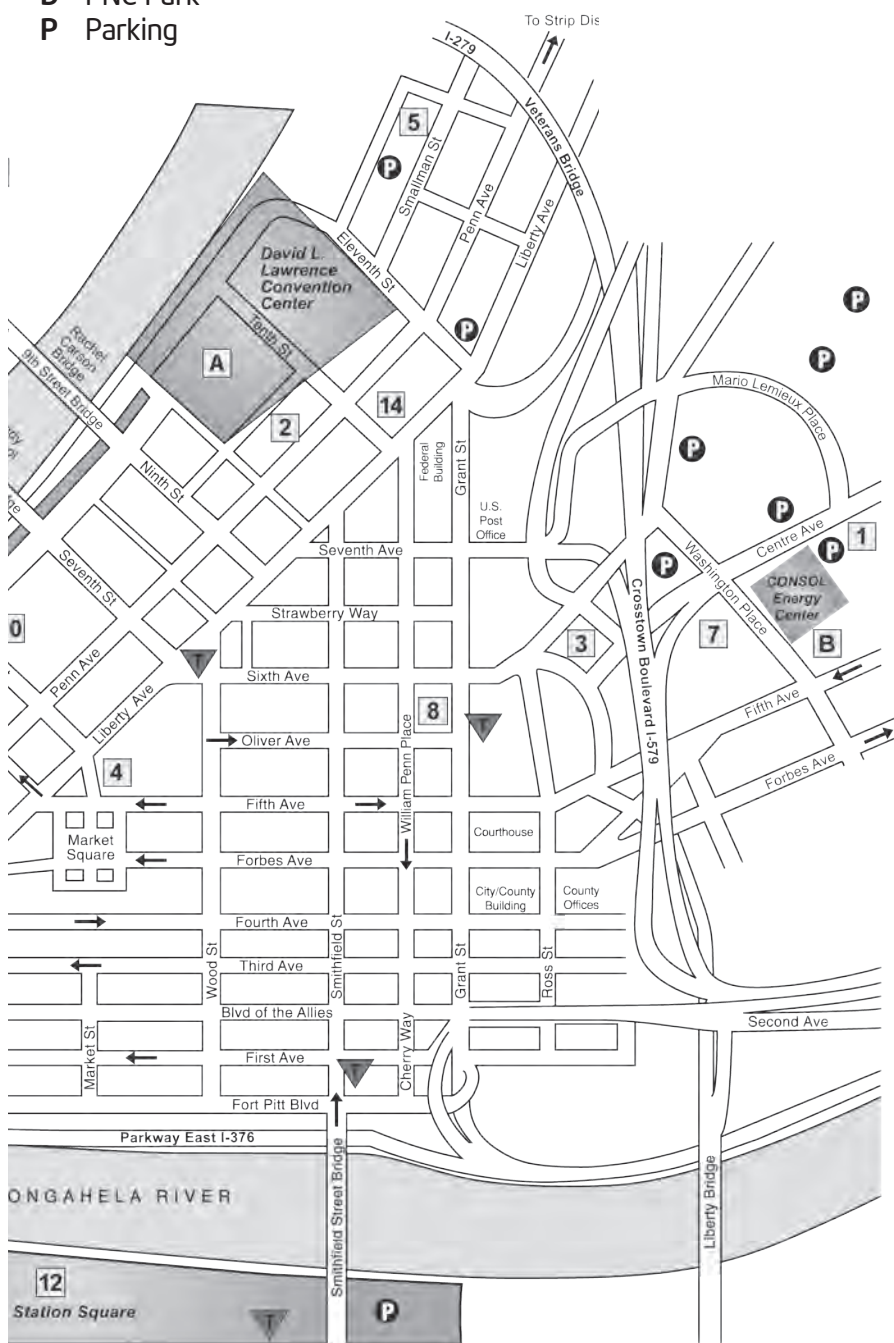 P Parking
To Strip Dis
I-279
Veterans Bridge
5
P
Smallman St
Penn Ave
Liberty Ave
Eleventh St
David L.
Lawrence
Convention
Center
Tenth St
A
P
P
P
Rachel
Carson
Bridge
9th Street Bridge
2
14
Mario Lemieux Place
Federal
Building
Grant St
P
Ninth St
U.S.
Post
Office
P
Centre Ave
1
P
Seventh Ave
P
Washington Place
CONSOL
Energy
Center
Seventh St
Crosstown Boulevard I-579
Strawberry Way
0
3
7
B
T
Penn Ave
Sixth Ave
Liberty Ave
8
T
Fifth Ave
Oliver Ave
William Penn Place
4
Forbes Ave
Fifth Ave
Market
Square
Courthouse
Forbes Ave
City/County
Building
County
Offices
Fourth Ave
Wood St
Smithfield St
Grant St
Ross St
Third Ave
Blvd of the Allies
Second Ave
Market St
First Ave
Cherry Way
T
Fort Pitt Blvd
Parkway East I-376
Smithfield Street Bridge
ONGAHELA RIVER
Liberty Bridge
12
Station Square
T
P